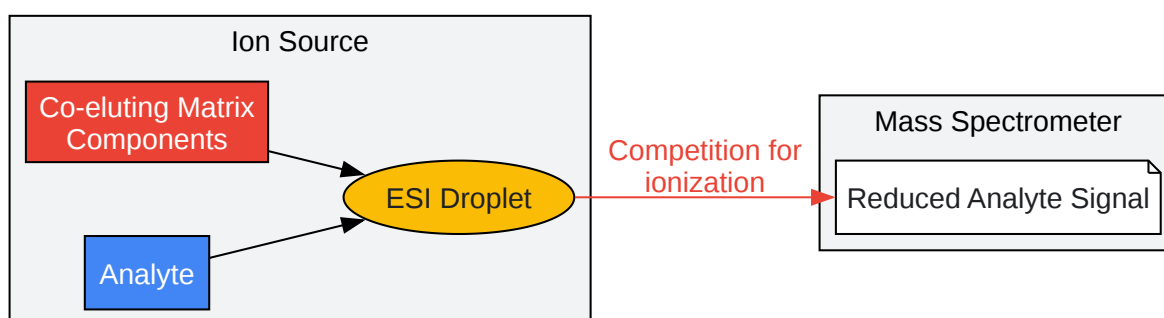 Ion Source
Co-eluting Matrix
Components
Analyte
ESI Droplet
Competition for
ionization
Mass Spectrometer
Reduced Analyte Signal